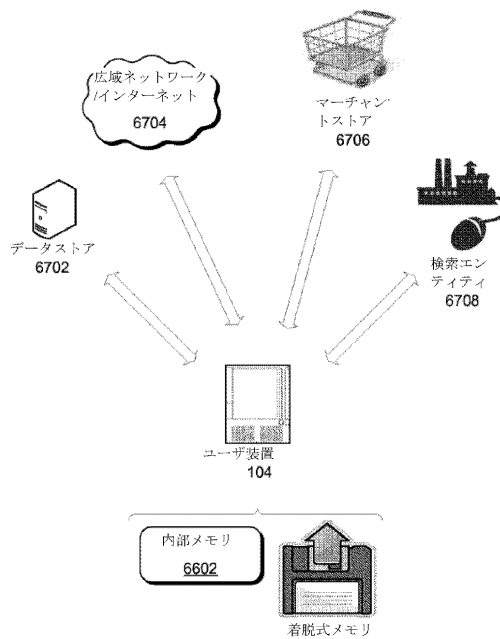 広域ネットワーク
/インターネット
6704
マーチャン
トストア
6706
データストア
6702
検索エン
ティティ
6708
ユーザ装置
104
内部メモリ
6602
着脱式メモリ